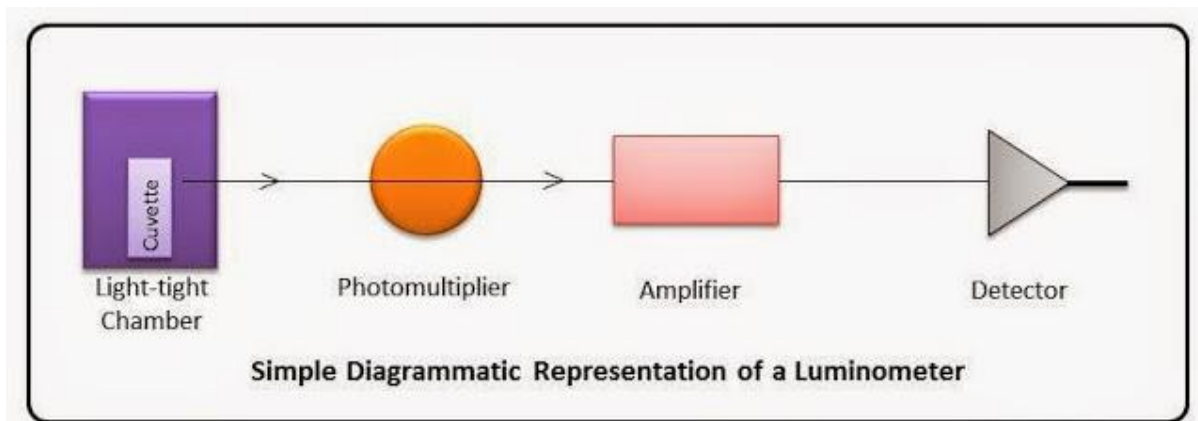 Cuvette
Light-tight
Chamber
Photomultiplier
Amplifier
Detector
Simple Diagrammatic Representation of a Luminometer